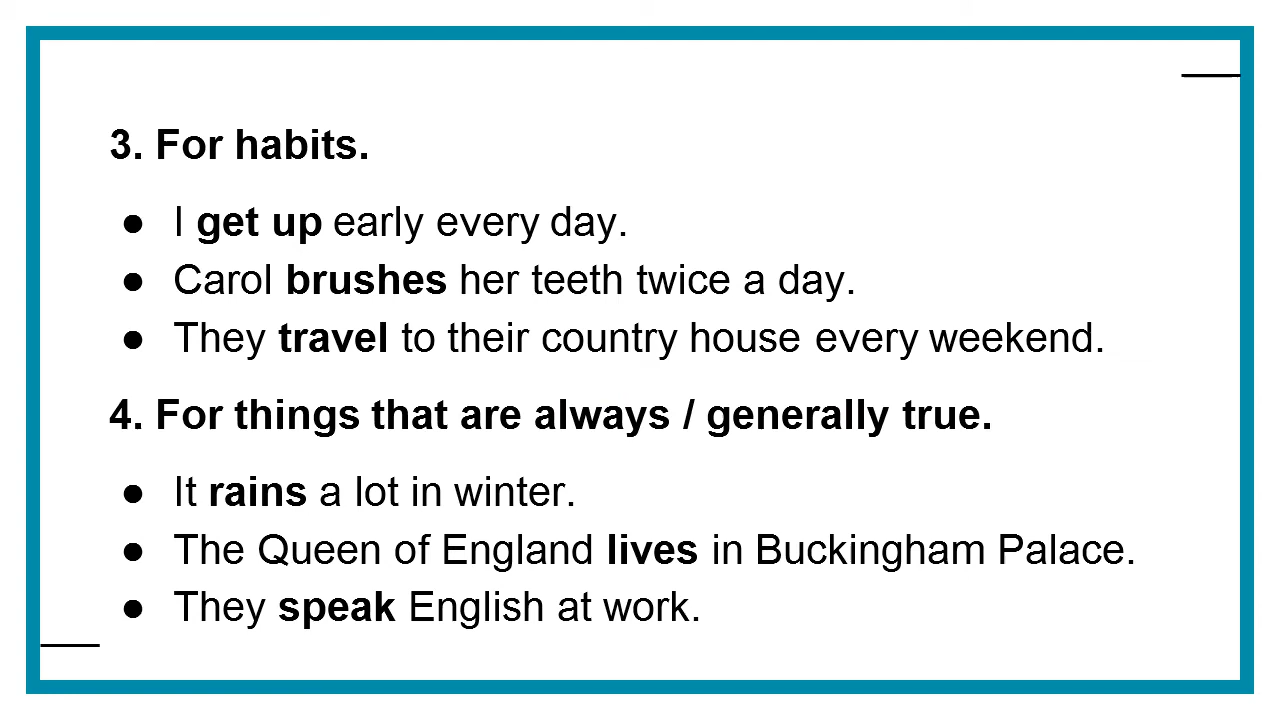 3. For habits.
● I get up early every day.
● Carol brushes her teeth twice a day.
● They travel to their country house every weekend.
4. For things that are always / generally true.
● It rains a lot in winter.
● The Queen of England lives in Buckingham Palace.
● They speak English at work.